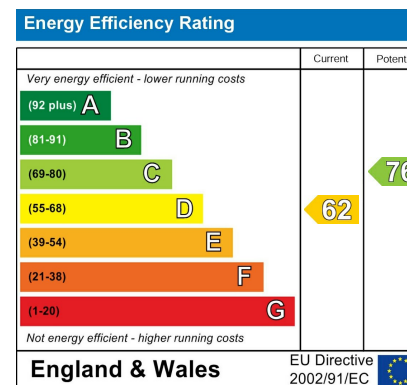 Energy Efficiency Rating
Current Potent
Very energy efficient - lower running costs
(92 plus) A
(81-91) B
(69-80) C 76
(55-68) D 62
(39-54) E
(21-38) F
(1-20) G
Not energy efficient - higher running costs
England & Wales
EU Directive
2002/91/EC